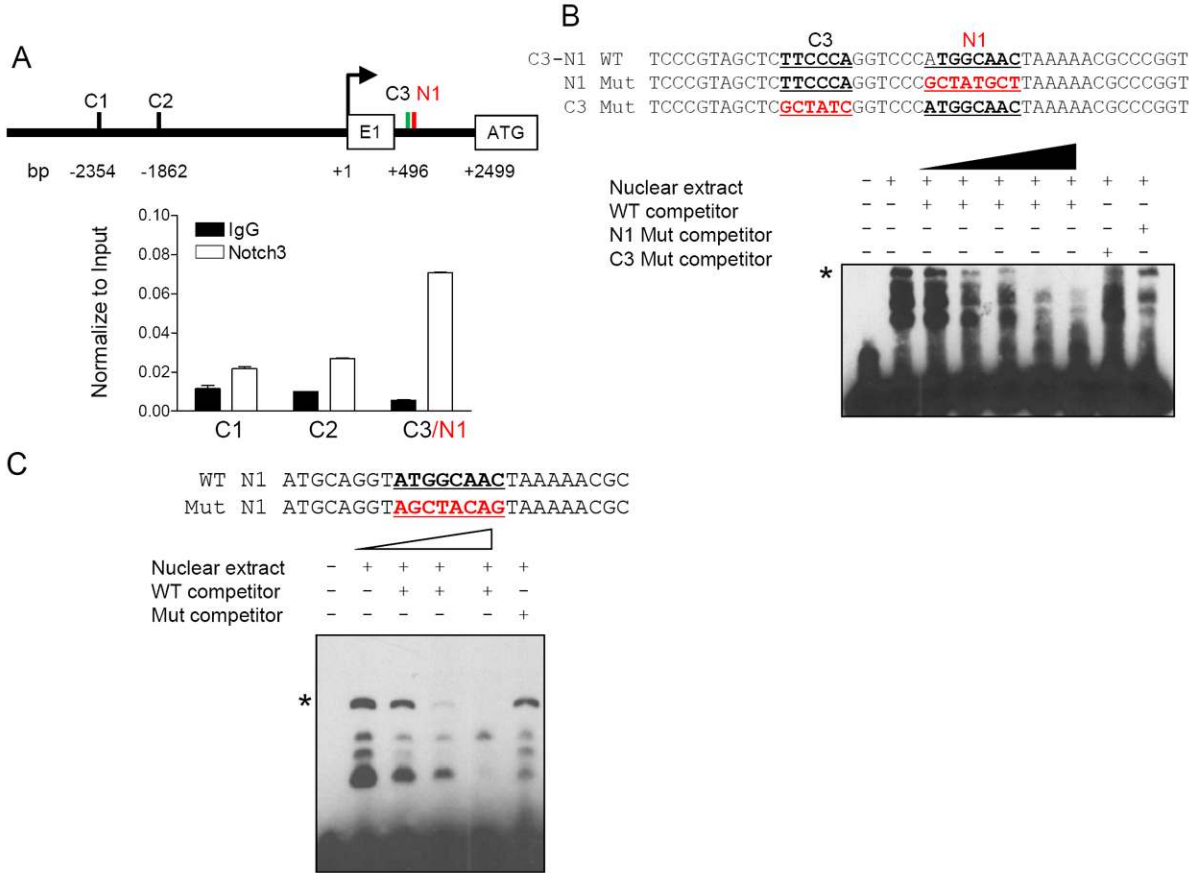 A
C1 C2 C3 N1
E1 ATG
bp -2354 -1862 +1 +496 +2499
Normalize to Input
0.10
0.08
0.06
0.04
0.02
0.00
IgG
Notch3
C1 C2 C3/N1
B
C3 N1
C3-N1 WT TCCCGTAGCTCTTCCCAGGTCCCATGGCAACTAAAAACGCCCGGT
N1 Mut TCCCGTAGCTCTTCCCAGGTCCCGCTATGCTTAAAAACGCCCGGT
C3 Mut TCCCGTAGCTCGCTATCGGTCCCATGGCAACTAAAAACGCCCGGT
Nuclear extract – + + + + + + + +
WT competitor – – + + + + + – –
N1 Mut competitor – – – – – – – – +
C3 Mut competitor – – – – – – – + –
*
C
WT N1 ATGCAGGTATGGCAACTAAAAACGC
Mut N1 ATGCAGGTAGCTACAGTAAAAACGC
Nuclear extract – + + + + +
WT competitor – – + + + –
Mut competitor – – – – – +
*